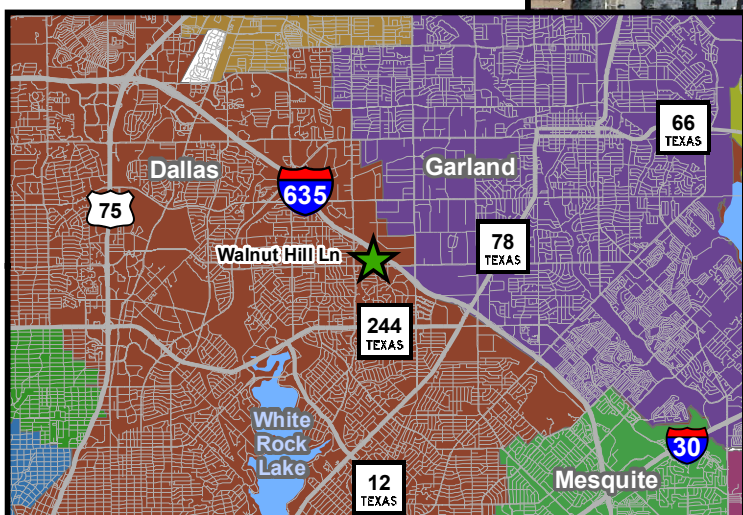 66
TEXAS
Dallas
Garland
635
75
78
TEXAS
Walnut Hill Ln
244
TEXAS
White
Rock
Lake
30
Mesquite
12
TEXAS